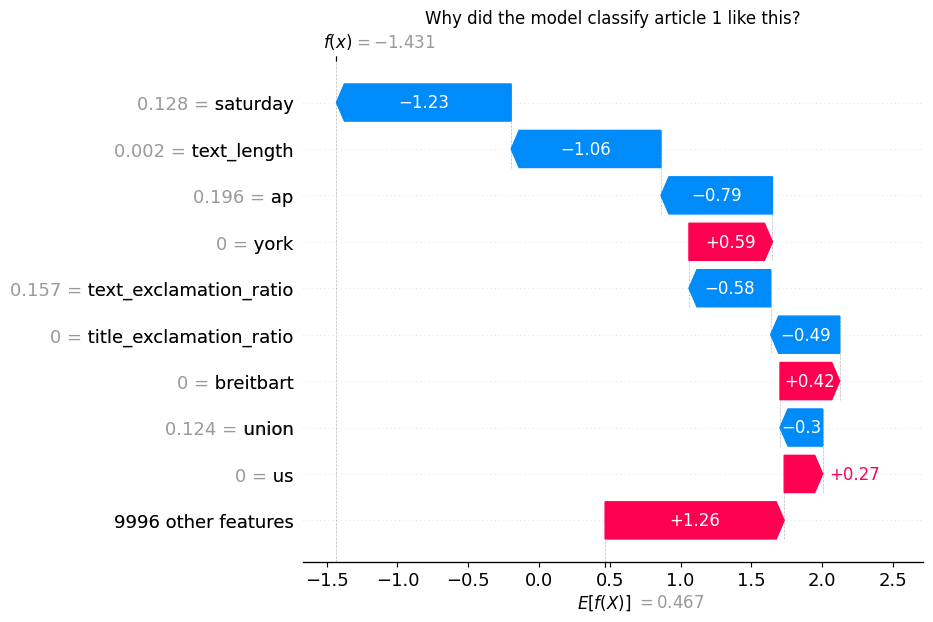 Why did the model classify article 1 like this?
f(x) = −1.431
0.128 = saturday
−1.23
0.002 = text_length
−1.06
0.196 = ap
−0.79
0 = york
+0.59
0.157 = text_exclamation_ratio
−0.58
0 = title_exclamation_ratio
−0.49
0 = breitbart
+0.42
0.124 = union
−0.3
0 = us
+0.27
9996 other features
+1.26
−1.5 −1.0 −0.5 0.0 0.5 1.0 1.5 2.0 2.5
E[f(X)] = 0.467